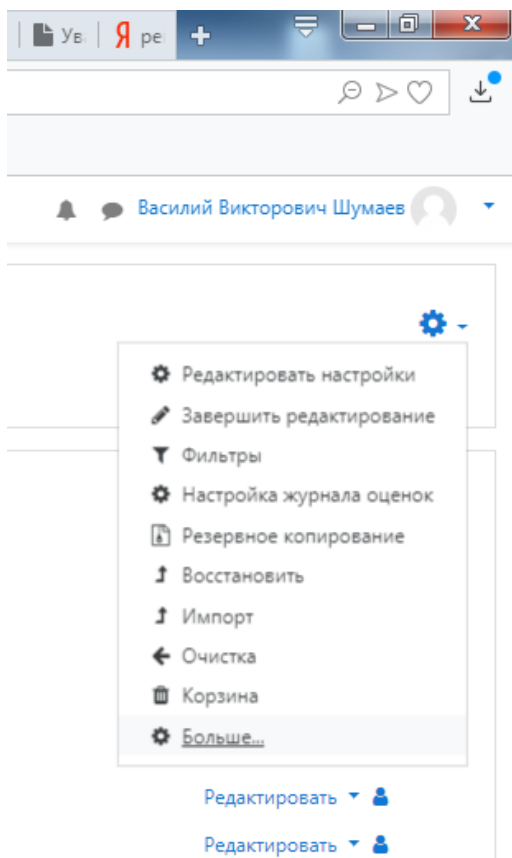 Ув Я ре
Василий Викторович Шумаев
Редактировать настройки
Завершить редактирование
Фильтры
Настройка журнала оценок
Резервное копирование
Восстановить
Импорт
Очистка
Корзина
Больше...
Редактировать
Редактировать